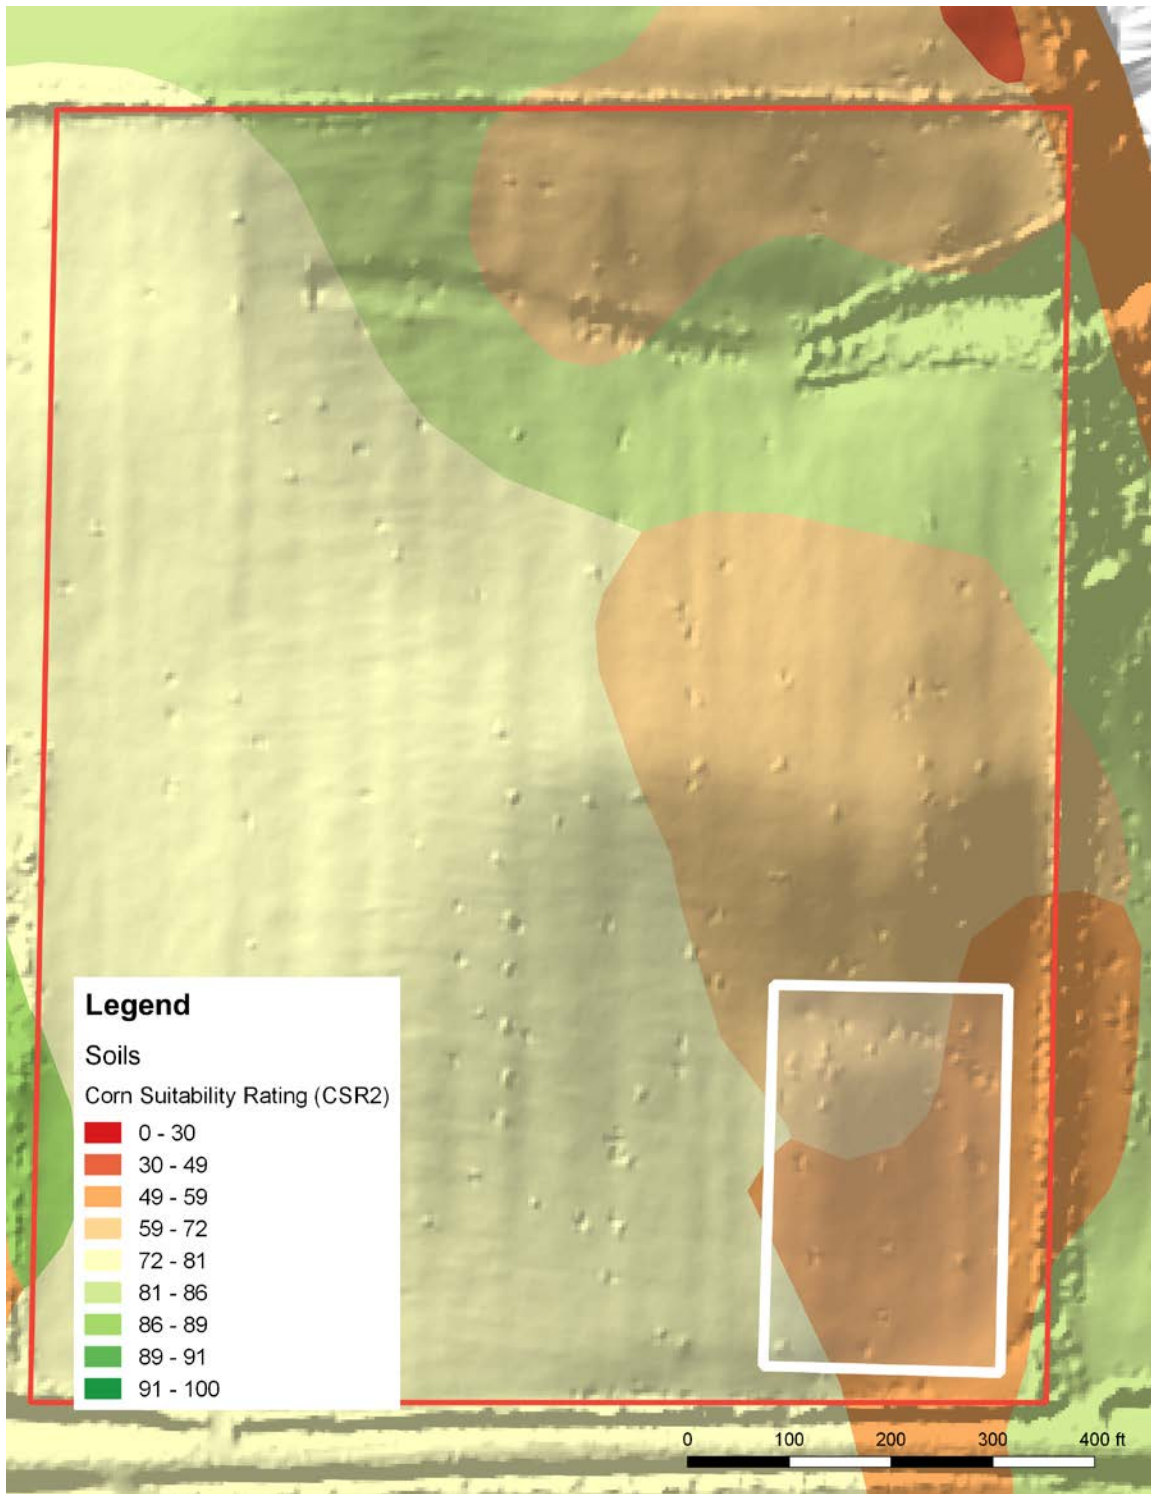 Legend
Soils
Corn Suitability Rating (CSR2)
0 - 30
30 - 49
49 - 59
59 - 72
72 - 81
81 - 86
86 - 89
89 - 91
91 - 100
0 100 200 300 400 ft